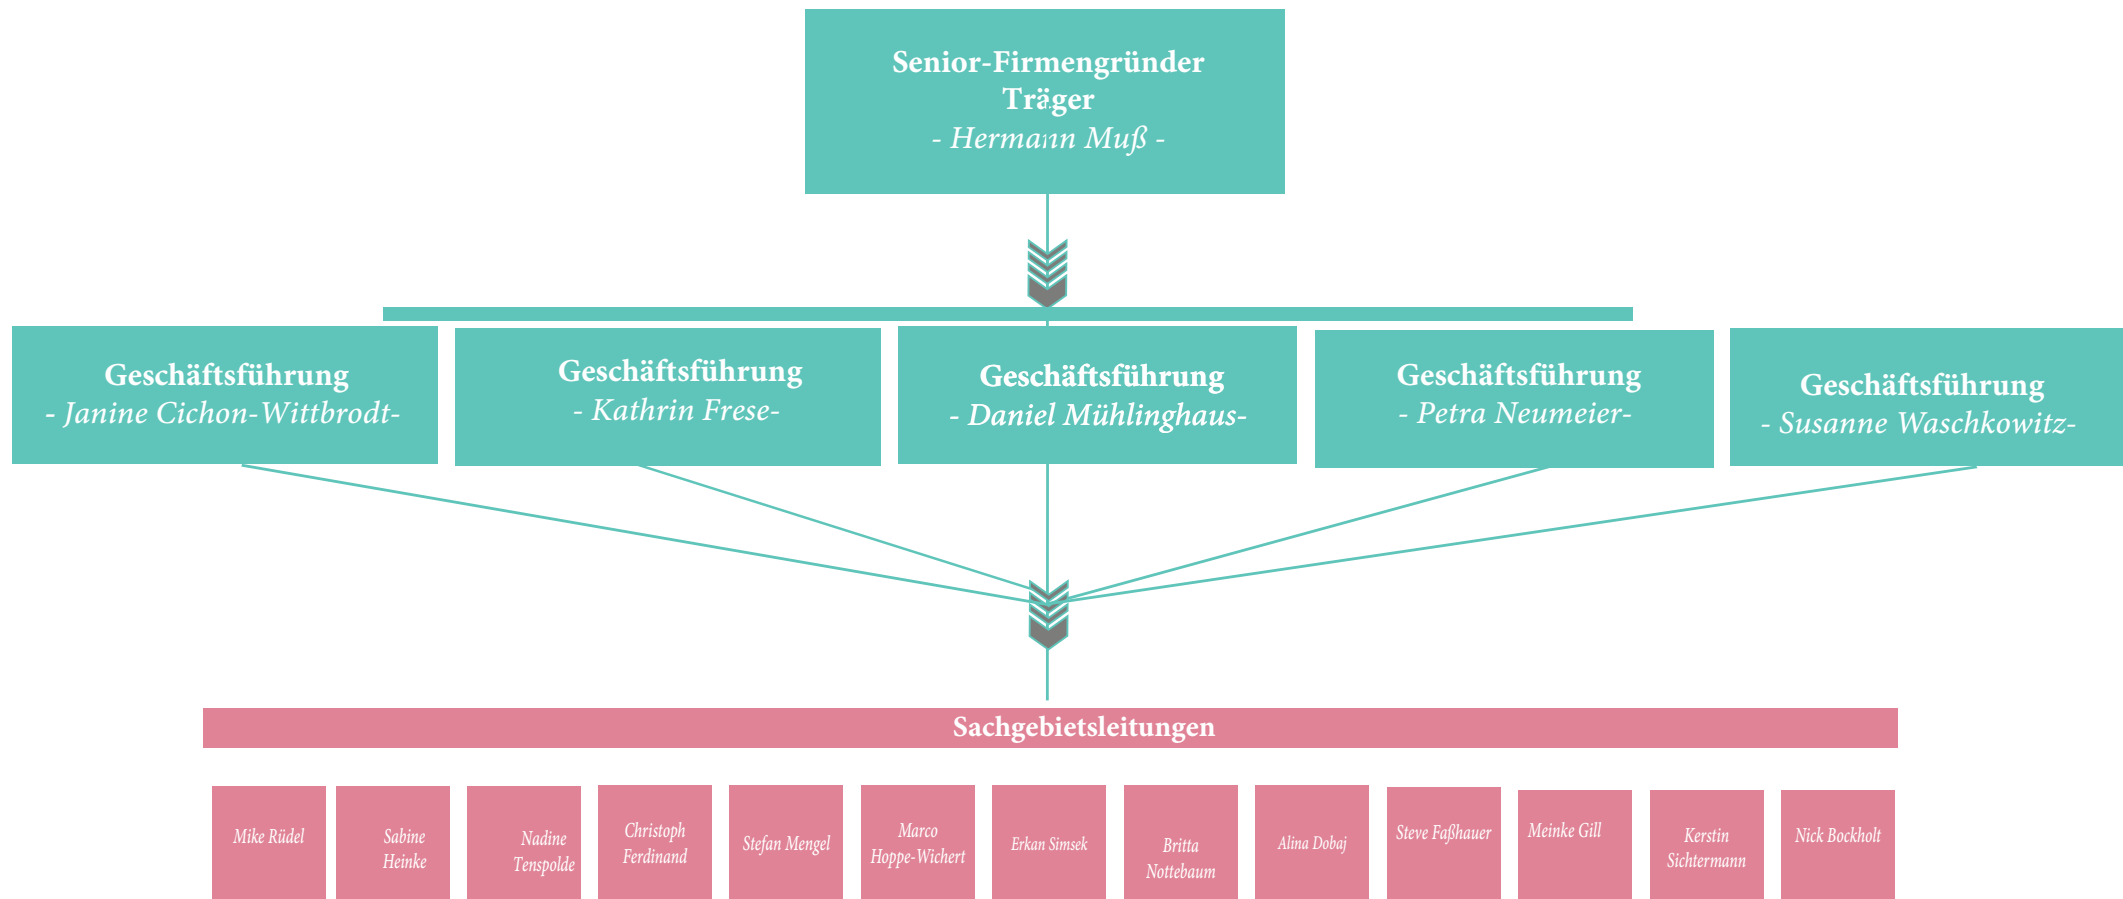 Senior-Firmengründer
Träger
- Hermann Muß -
Geschäftsführung
- Janine Cichon-Wittbrodt-
Geschäftsführung
- Kathrin Frese-
Geschäftsführung
- Daniel Mühlinghaus-
Geschäftsführung
- Petra Neumeier-
Geschäftsführung
- Susanne Waschkowitz-
Sachgebietsleitungen
Mike Rüdel
Sabine
Heinke
Nadine
Tenspolde
Christoph
Ferdinand
Stefan Mengel
Marco
Hoppe-Wichert
Erkan Simsek
Britta
Nottebaum
Alina Dobaj
Steve Faßhauer
Meinke Gill
Kerstin
Sichtermann
Nick Bockholt